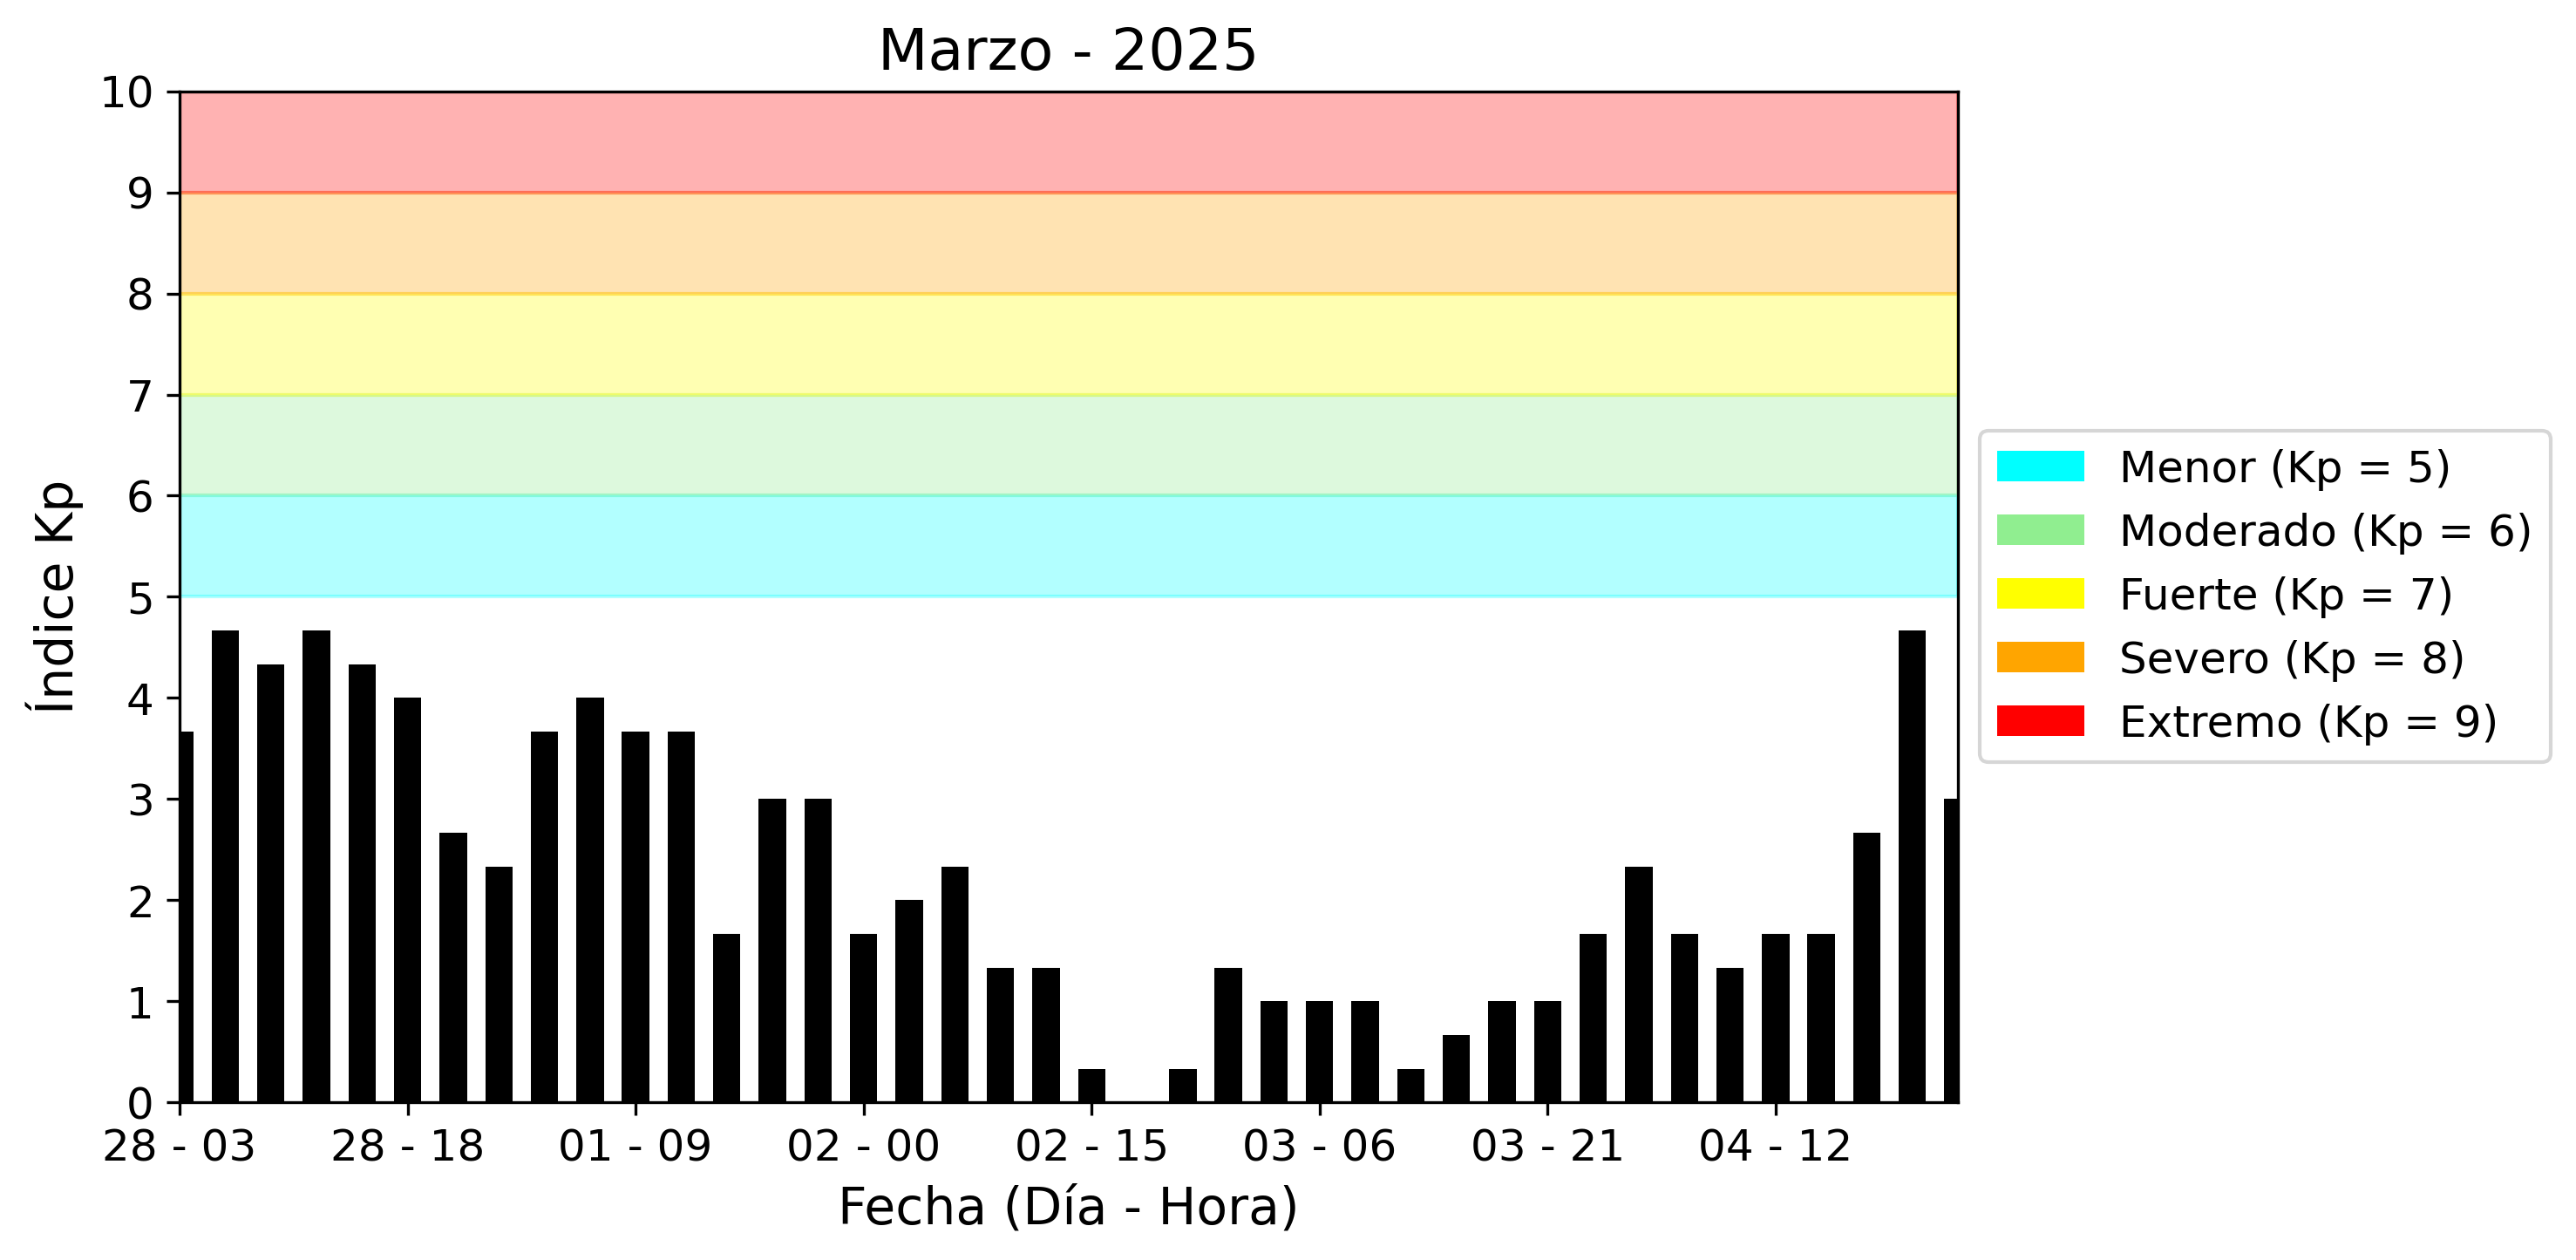 Marzo - 2025
10
9
8
7
6
5
4
3
2
1
0
Índice Kp
28 - 03
28 - 18
01 - 09
02 - 00
02 - 15
03 - 06
03 - 21
04 - 12
Fecha (Día - Hora)
Menor (Kp = 5)
Moderado (Kp = 6)
Fuerte (Kp = 7)
Severo (Kp = 8)
Extremo (Kp = 9)